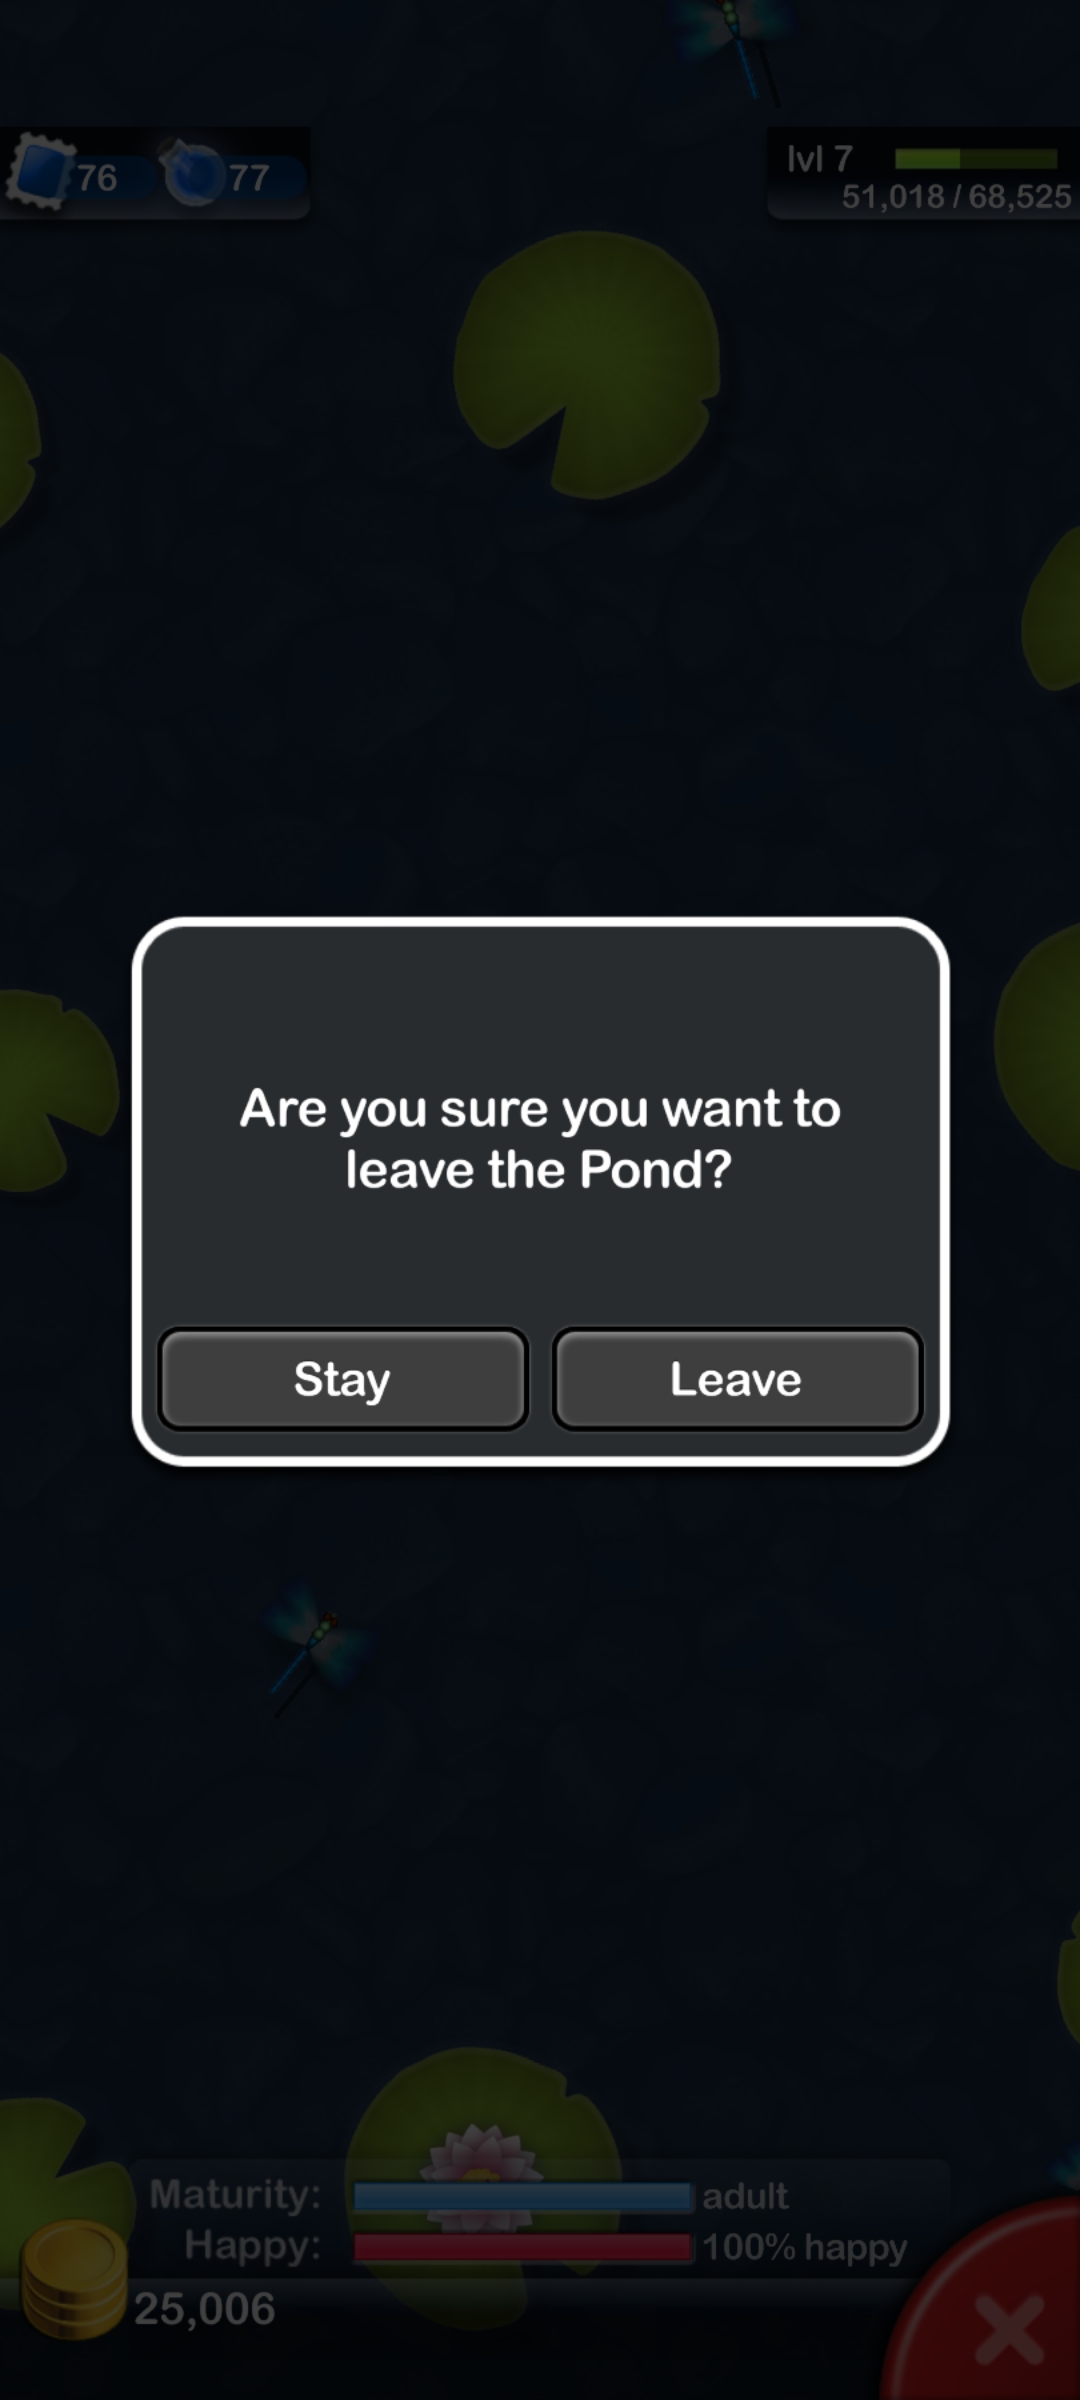 76 77
lvl 7
51,018 / 68,525
Are you sure you want to
leave the Pond?
Stay Leave
Maturity: adult
Happy: 100% happy
25,006